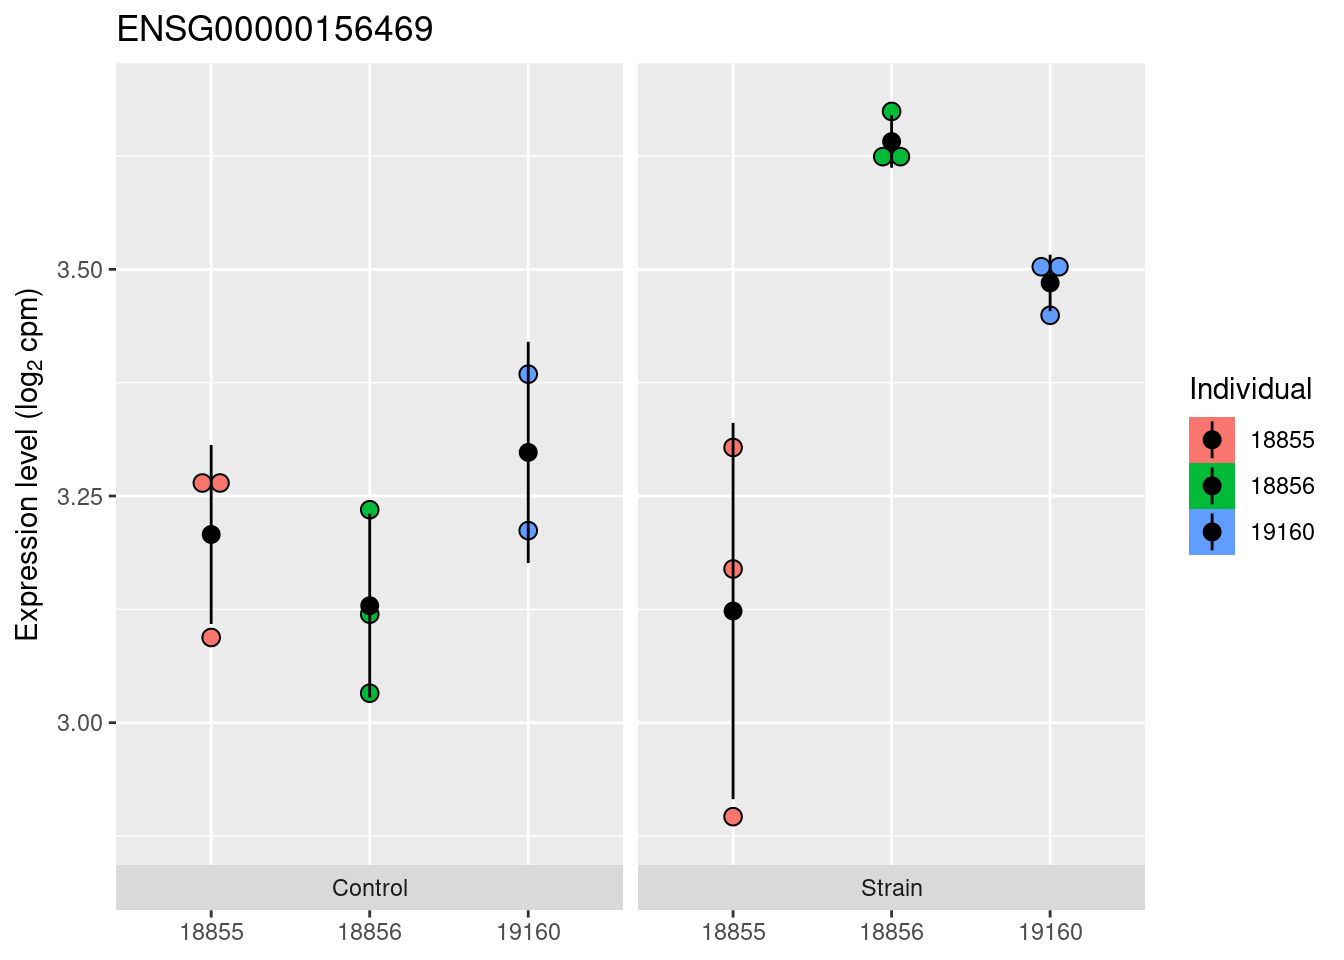 ENSG00000156469
Expression level (log₂ cpm)
3.50
3.25
3.00
Control
Strain
18855
18856
19160
18855
18856
19160
Individual
18855
18856
19160